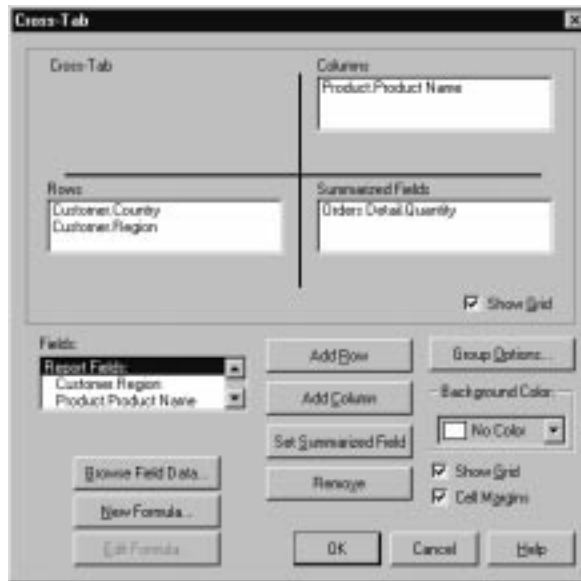 Cross-Tab
Cross-Tab
Columns
Product.Product Name
Rows
Customer.Country
Customer.Region
Summarized Fields
Orders Detail.Quantity
Show Grid
Fields:
Report Fields:
Customer.Region
Product.Product Name
Add Row
Add Column
Set Summarized Field
Remove
Group Options...
Background Color:
No Color
Show Grid
Cell Margins
Browse Field Data...
New Formula...
Edit Formula...
OK
Cancel
Help